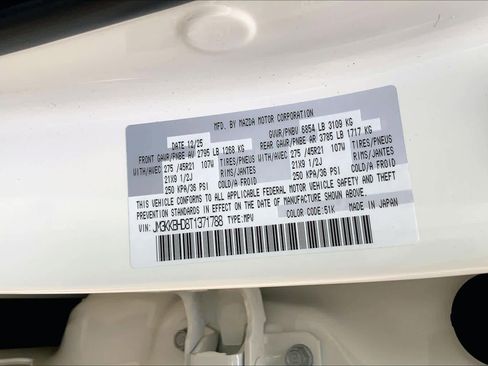 MFD. BY MAZDA MOTOR CORPORATION
DATE 12/25 GVWR/PNBV 6854 LB 3109 KG
FRONT GAWR/PNBE AV 2795 LB 1268 KG REAR GAWR/PNBE AR 3785 LB 1717 KG
WITH/AVEC 275 /45R21 107W TIRES/PNEUS WITH/AVEC 275 /45R21 107W TIRES/PNEUS
21X9 1/2J RIMS/JANTES 21X9 1/2J RIMS/JANTES
250 KPA/36 PSI COLD/A FROID 250 KPA/36 PSI COLD/A FROID
THIS VEHICLE CONFORMS TO ALL APPLICABLE FEDERAL MOTOR VEHICLE SAFETY AND THEFT
PREVENTION STANDARDS IN EFFECT ON THE DATE OF MANUFACTURE SHOWN ABOVE.
VIN: JM3KKBHD8T1371788 TYPE: MPV COLOR CODE: 51K MADE IN JAPAN